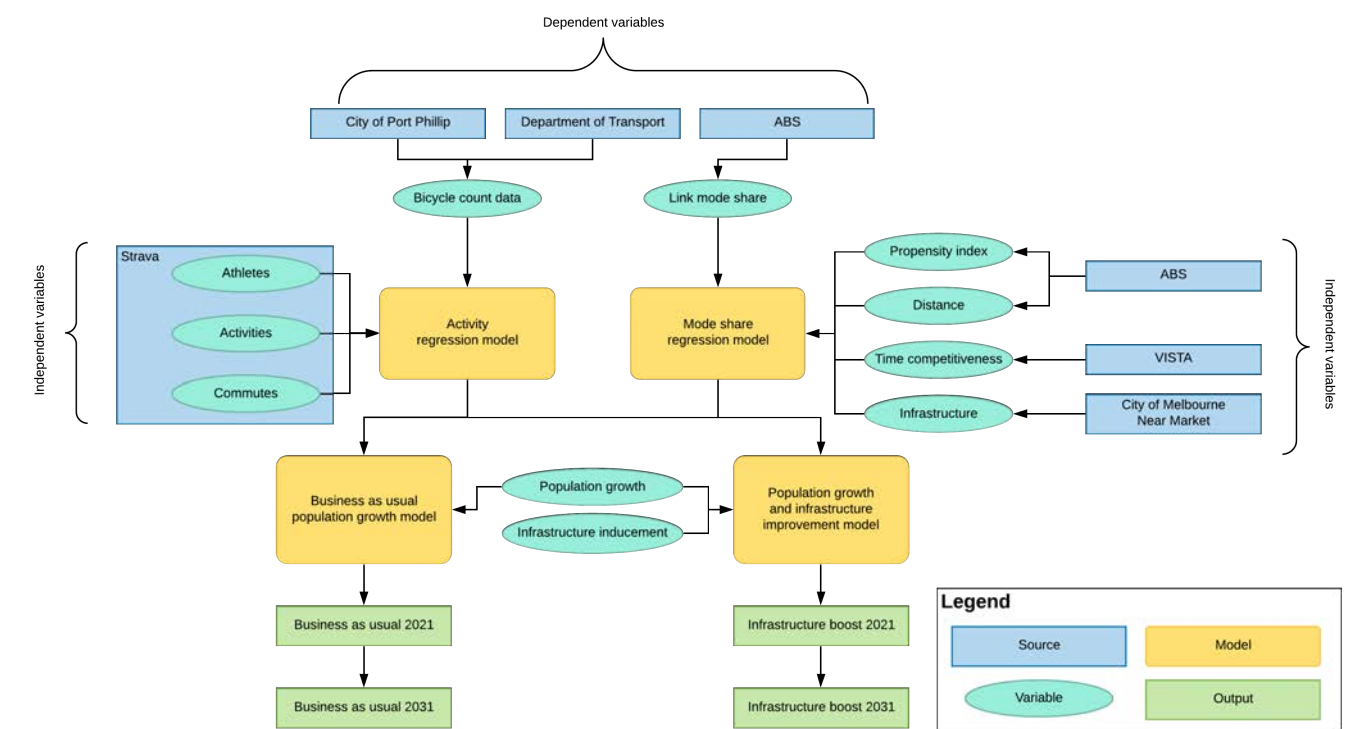 Dependent variables
City of Port Phillip
Department of Transport
ABS
Bicycle count data
Link mode share
Independent variables
Strava
Athletes
Activities
Commutes
Activity
regression model
Mode share
regression model
Propensity index
Distance
Time competitiveness
Infrastructure
ABS
VISTA
City of Melbourne
Near Market
Independent variables
Business as usual
population growth model
Population growth
Infrastructure inducement
Population growth
and infrastructure
improvement model
Business as usual 2021
Infrastructure boost 2021
Business as usual 2031
Infrastructure boost 2031
Legend
Source
Model
Variable
Output